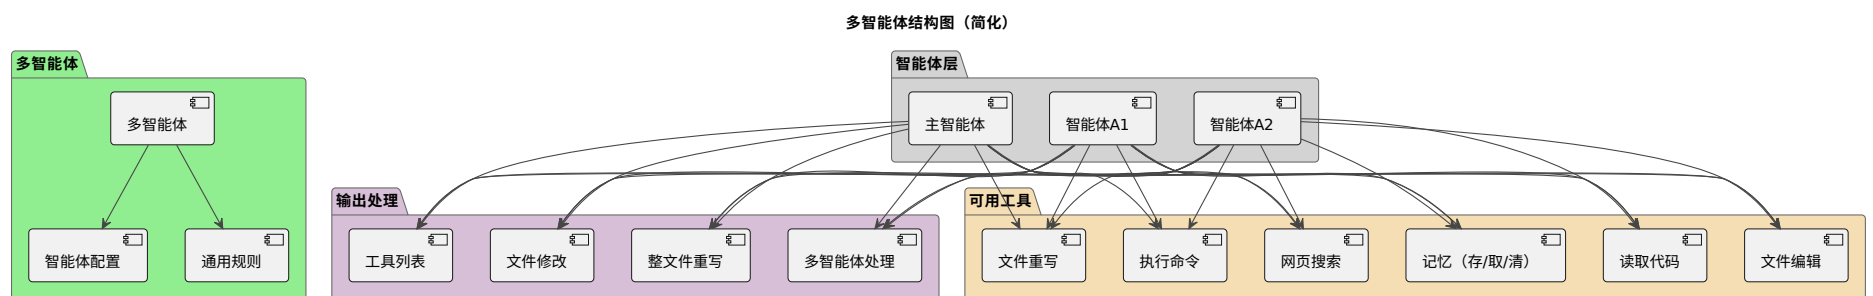 多智能体结构图（简化）
多智能体
多智能体
智能体配置
通用规则
智能体层
主智能体
智能体A1
智能体A2
输出处理
工具列表
文件修改
整文件重写
多智能体处理
可用工具
文件重写
执行命令
网页搜索
记忆（存/取/清）
读取代码
文件编辑